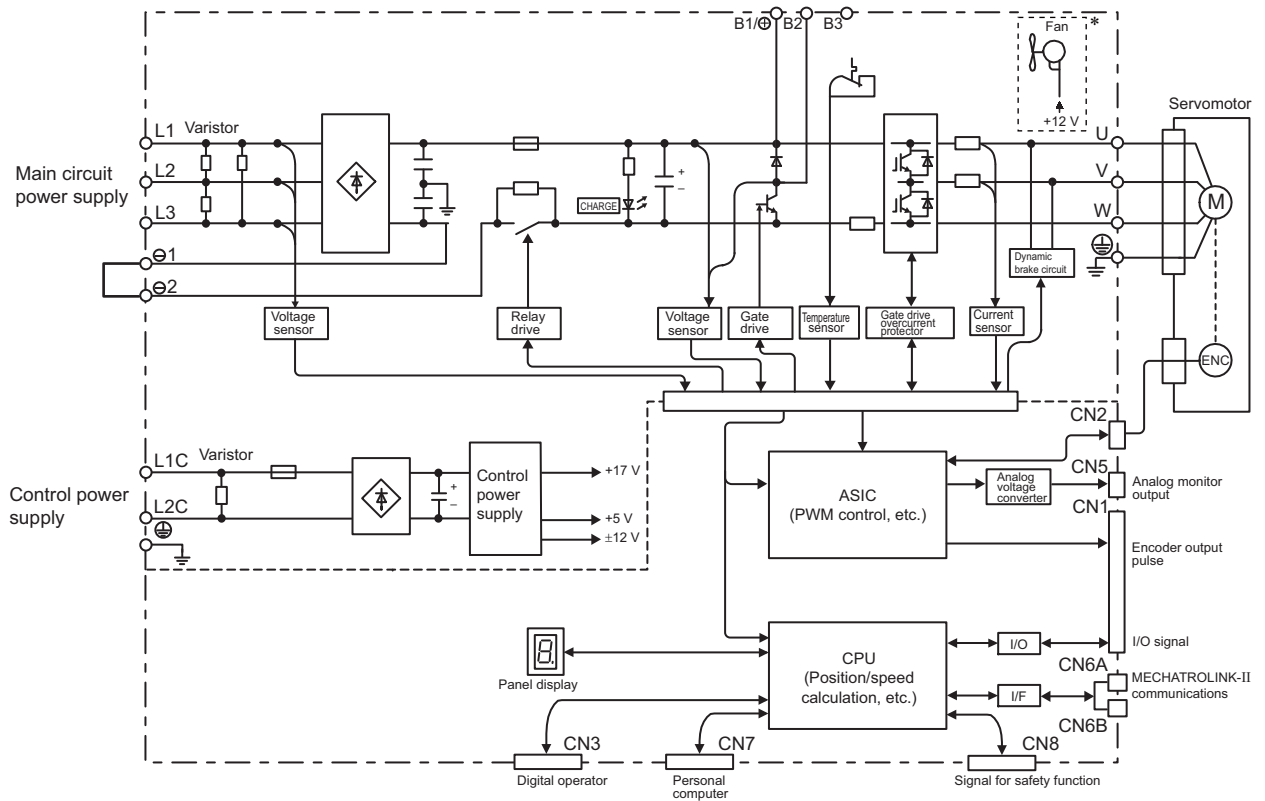 B1/⊕ B2 B3
Fan *
+12 V
Servomotor
Main circuit
power supply
L1 Varistor
L2
L3
⊖1
⊖2
CHARGE
+
–
U
V
W
M
ENC
Dynamic
brake circuit
Voltage
sensor
Relay
drive
Voltage
sensor
Gate
drive
Temperature
sensor
Gate drive
overcurrent
protector
Current
sensor
Control power
supply
L1C Varistor
L2C
+
–
Control
power
supply
+17 V
+5 V
±12 V
ASIC
(PWM control, etc.)
Analog
voltage
converter
CN2
CN5
Analog monitor
output
CN1
Encoder output
pulse
I/O signal
CPU
(Position/speed
calculation, etc.)
I/O
I/F
CN6A
MECHATROLINK-II
communications
CN6B
8.
Panel display
CN3
Digital operator
CN7
Personal
computer
CN8
Signal for safety function